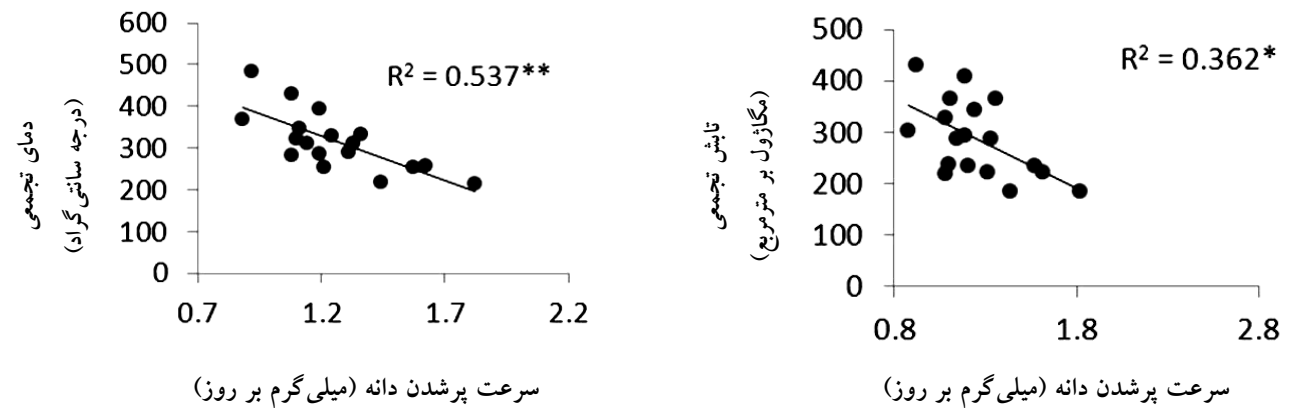 600
500
400
300
200
100
0
0.7 1.2 1.7 2.2
R² = 0.537**
دمای تجمعی
(درجه سانتی‌گراد)
سرعت پرشدن دانه (میلی‌گرم بر روز)
500
400
300
200
100
0
0.8 1.8 2.8
R² = 0.362*
تابش تجمعی
(مگاژول بر مترمربع)
سرعت پرشدن دانه (میلی‌گرم بر روز)